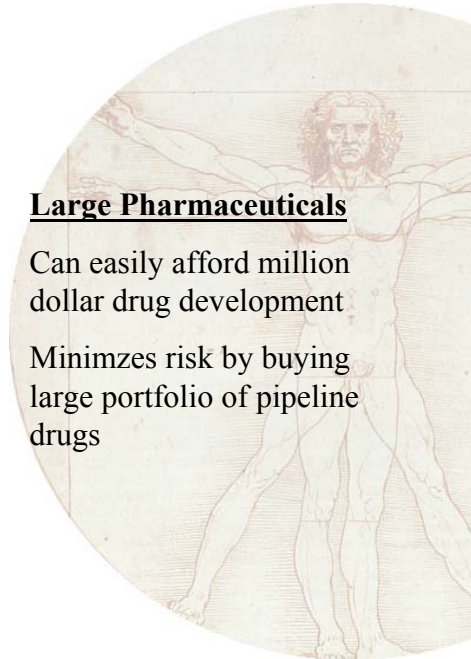 Large Pharmaceuticals
Can easily afford million
dollar drug development
Minimzes risk by buying
large portfolio of pipeline
drugs